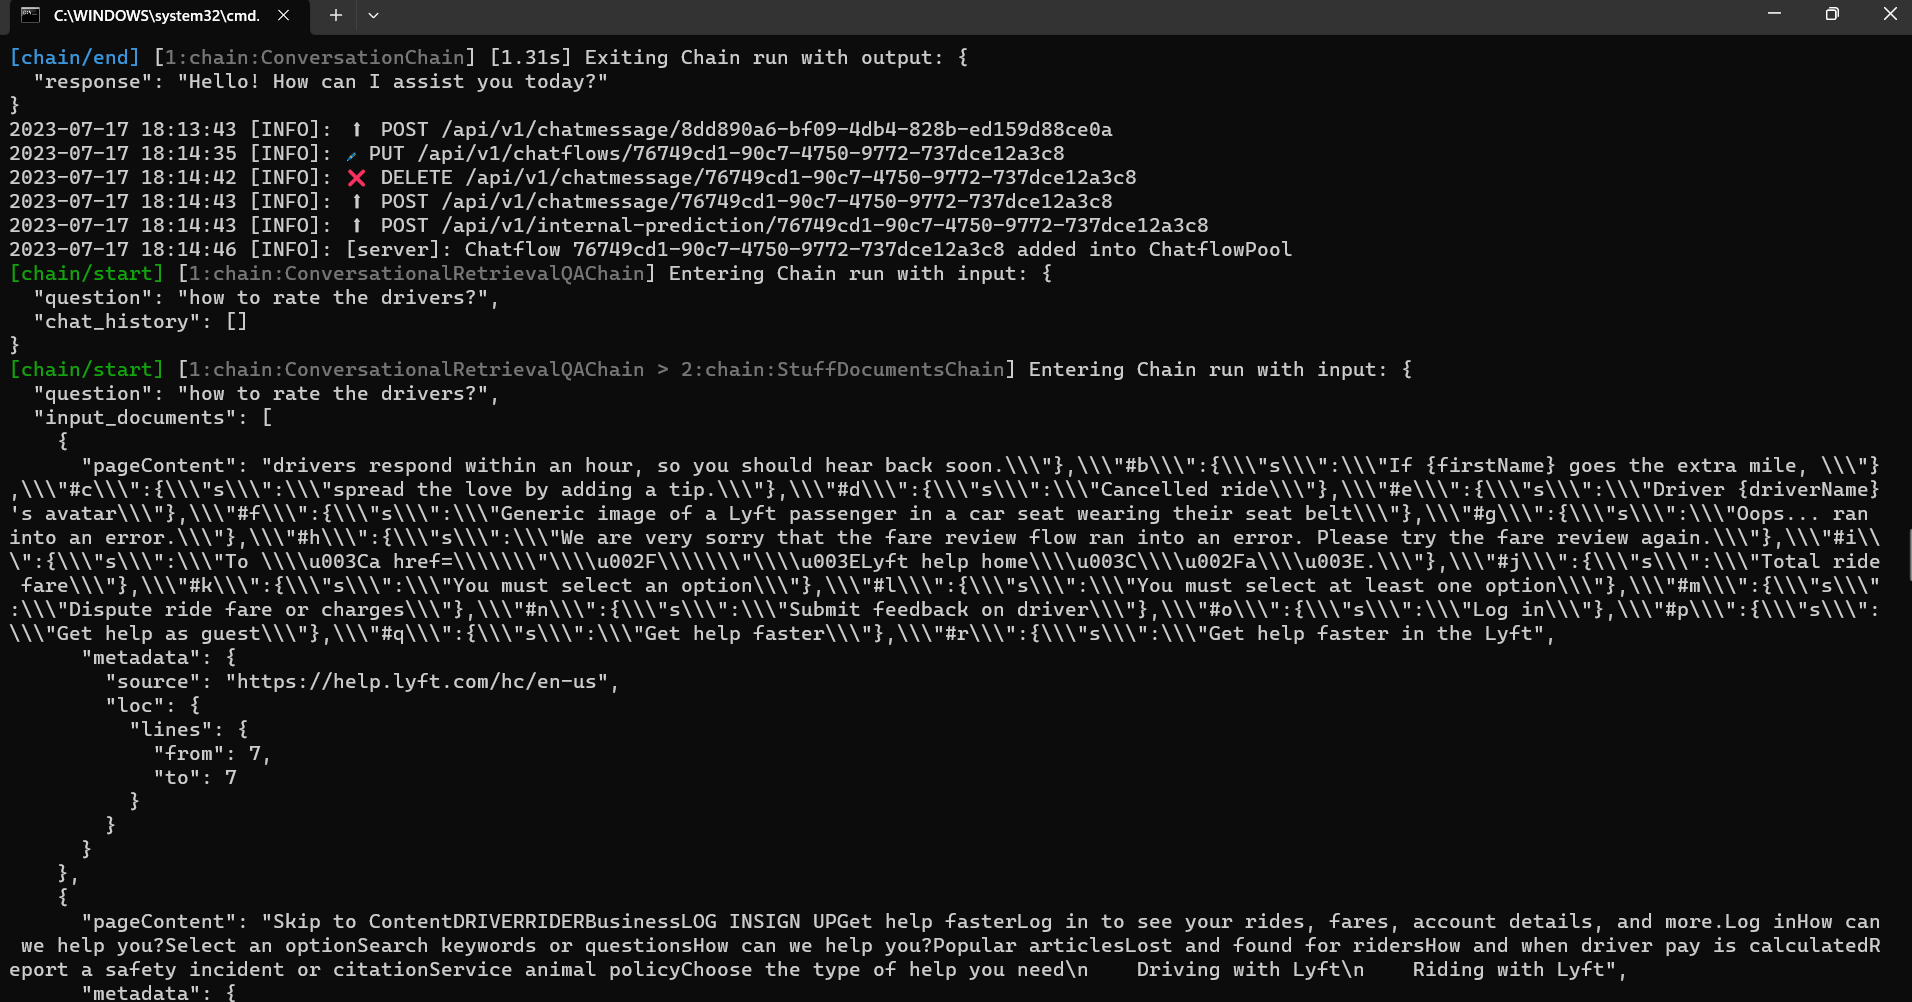 C:\WINDOWS\system32\cmd.
[chain/end] [1:chain:ConversationChain] [1.31s] Exiting Chain run with output: {
  "response": "Hello! How can I assist you today?"
}
2023-07-17 18:13:43 [INFO]: ⬆️ POST /api/v1/chatmessage/8dd890a6-bf09-4db4-828b-ed159d88ce0a
2023-07-17 18:14:35 [INFO]: 🖋 PUT /api/v1/chatflows/76749cd1-90c7-4750-9772-737dce12a3c8
2023-07-17 18:14:42 [INFO]: ❌ DELETE /api/v1/chatmessage/76749cd1-90c7-4750-9772-737dce12a3c8
2023-07-17 18:14:43 [INFO]: ⬆️ POST /api/v1/chatmessage/76749cd1-90c7-4750-9772-737dce12a3c8
2023-07-17 18:14:43 [INFO]: ⬆️ POST /api/v1/internal-prediction/76749cd1-90c7-4750-9772-737dce12a3c8
2023-07-17 18:14:46 [INFO]: [server]: Chatflow 76749cd1-90c7-4750-9772-737dce12a3c8 added into ChatflowPool
[chain/start] [1:chain:ConversationalRetrievalQAChain] Entering Chain run with input: {
  "question": "how to rate the drivers?",
  "chat_history": []
}
[chain/start] [1:chain:ConversationalRetrievalQAChain > 2:chain:StuffDocumentsChain] Entering Chain run with input: {
  "question": "how to rate the drivers?",
  "input_documents": [
    {
      "pageContent": "drivers respond within an hour, so you should hear back soon.\\\"},\\\"#b\\\":{\\\"s\\\":\\\"If {firstName} goes the extra mile, \\\"}
,\\\"#c\\\":{\\\"s\\\":\\\"spread the love by adding a tip.\\\"},\\\"#d\\\":{\\\"s\\\":\\\"Cancelled ride\\\"},\\\"#e\\\":{\\\"s\\\":\\\"Driver {driverName}
's avatar\\\"},\\\"#f\\\":{\\\"s\\\":\\\"Generic image of a Lyft passenger in a car seat wearing their seat belt\\\"},\\\"#g\\\":{\\\"s\\\":\\\"Oops... ran 
into an error.\\\"},\\\"#h\\\":{\\\"s\\\":\\\"We are very sorry that the fare review flow ran into an error. Please try the fare review again.\\\"},\\\"#i\\
\":{\\\"s\\\":\\\"To \\\\u003Ca href=\\\\\\\"\\\\u002F\\\\\\\"\\\\u003ELyft help home\\\\u003C\\\\u002Fa\\\\u003E.\\\"},\\\"#j\\\":{\\\"s\\\":\\\"Total ride
 fare\\\"},\\\"#k\\\":{\\\"s\\\":\\\"You must select an option\\\"},\\\"#l\\\":{\\\"s\\\":\\\"You must select at least one option\\\"},\\\"#m\\\":{\\\"s\\\"
:\\\"Dispute ride fare or charges\\\"},\\\"#n\\\":{\\\"s\\\":\\\"Submit feedback on driver\\\"},\\\"#o\\\":{\\\"s\\\":\\\"Log in\\\"},\\\"#p\\\":{\\\"s\\\":
\\\"Get help as guest\\\"},\\\"#q\\\":{\\\"s\\\":\\\"Get help faster\\\"},\\\"#r\\\":{\\\"s\\\":\\\"Get help faster in the Lyft",
      "metadata": {
        "source": "https://help.lyft.com/hc/en-us",
        "loc": {
          "lines": {
            "from": 7,
            "to": 7
          }
        }
      }
    },
    {
      "pageContent": "Skip to ContentDRIVERRIDERBusinessLOG INSIGN UPGet help fasterLog in to see your rides, fares, account details, and more.Log inHow can
 we help you?Select an optionSearch keywords or questionsHow can we help you?Popular articlesLost and found for ridersHow and when driver pay is calculatedR
eport a safety incident or citationService animal policyChoose the type of help you need\n    Driving with Lyft\n    Riding with Lyft",
      "metadata": {